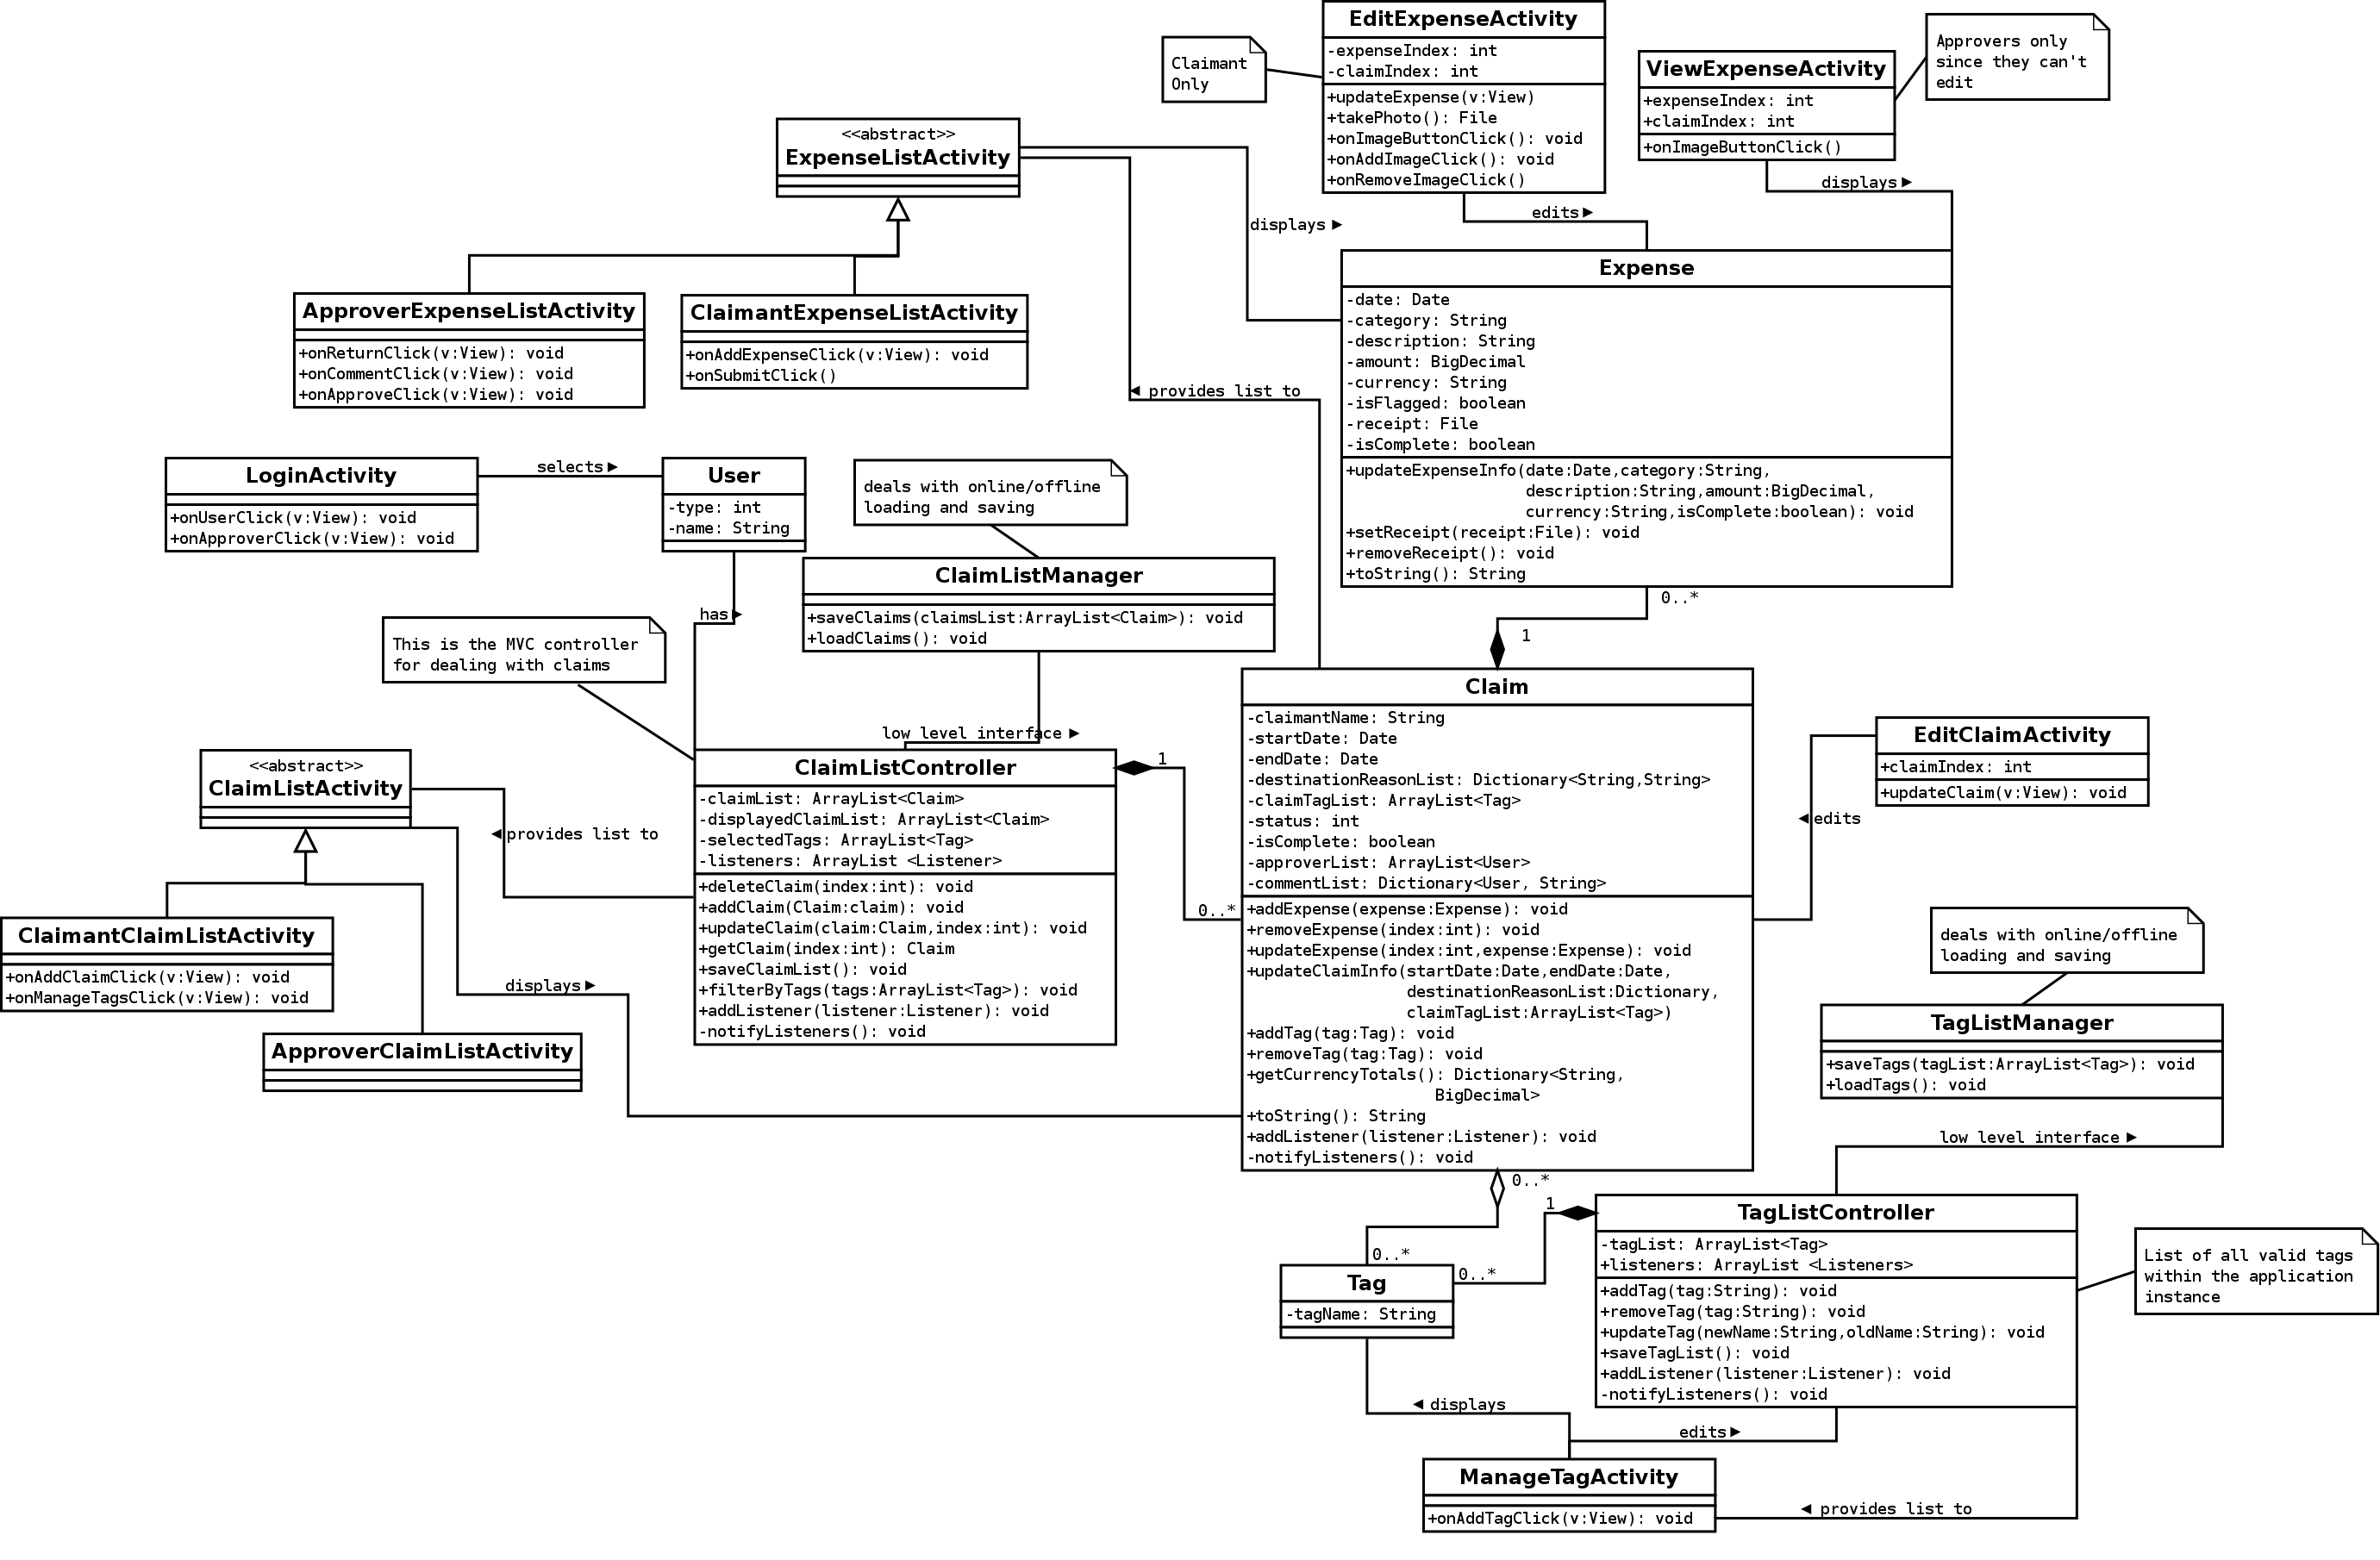 EditExpenseActivity
-expenseIndex: int
-claimIndex: int
+updateExpense(v:View)
+takePhoto(): File
+onImageButtonClick(): void
+onAddImageClick(): void
+onRemoveImageClick()
Claimant
Only
ViewExpenseActivity
+expenseIndex: int
+claimIndex: int
+onImageButtonClick()
Approvers only
since they can't
edit
<<abstract>>
ExpenseListActivity
displays ►
edits ►
displays ►
ApproverExpenseListActivity
+onReturnClick(v:View): void
+onCommentClick(v:View): void
+onApproveClick(v:View): void
ClaimantExpenseListActivity
+onAddExpenseClick(v:View): void
+onSubmitClick()
◄ provides list to
Expense
-date: Date
-category: String
-description: String
-amount: BigDecimal
-currency: String
-isFlagged: boolean
-receipt: File
-isComplete: boolean
+updateExpenseInfo(date:Date,category:String,
description:String,amount:BigDecimal,
currency:String,isComplete:boolean): void
+setReceipt(receipt:File): void
+removeReceipt(): void
+toString(): String
LoginActivity
+onUserClick(v:View): void
+onApproverClick(v:View): void
selects ►
User
-type: int
-name: String
deals with online/offline
loading and saving
ClaimListManager
+saveClaims(claimsList:ArrayList<Claim>): void
+loadClaims(): void
has ►
This is the MVC controller
for dealing with claims
low level interface ►
0..*
1
<<abstract>>
ClaimListActivity
◄ provides list to
ClaimListController
-claimList: ArrayList<Claim>
-displayedClaimList: ArrayList<Claim>
-selectedTags: ArrayList<Tag>
-listeners: ArrayList <Listener>
+deleteClaim(index:int): void
+addClaim(Claim:claim): void
+updateClaim(claim:Claim,index:int): void
+getClaim(index:int): Claim
+saveClaimList(): void
+filterByTags(tags:ArrayList<Tag>): void
+addListener(listener:Listener): void
-notifyListeners(): void
1
0..*
Claim
-claimantName: String
-startDate: Date
-endDate: Date
-destinationReasonList: Dictionary<String,String>
-claimTagList: ArrayList<Tag>
-status: int
-isComplete: boolean
-approverList: ArrayList<User>
-commentList: Dictionary<User, String>
+addExpense(expense:Expense): void
+removeExpense(index:int): void
+updateExpense(index:int,expense:Expense): void
+updateClaimInfo(startDate:Date,endDate:Date,
destinationReasonList:Dictionary,
claimTagList:ArrayList<Tag>)
+addTag(tag:Tag): void
+removeTag(tag:Tag): void
+getCurrencyTotals(): Dictionary<String,
BigDecimal>
+toString(): String
+addListener(listener:Listener): void
-notifyListeners(): void
EditClaimActivity
+claimIndex: int
+updateClaim(v:View): void
◄ edits
ClaimantClaimListActivity
+onAddClaimClick(v:View): void
+onManageTagsClick(v:View): void
ApproverClaimListActivity
displays ►
deals with online/offline
loading and saving
TagListManager
+saveTags(tagList:ArrayList<Tag>): void
+loadTags(): void
low level interface ►
0..*
1
0..*
0..*
Tag
-tagName: String
TagListController
-tagList: ArrayList<Tag>
+listeners: ArrayList <Listeners>
+addTag(tag:String): void
+removeTag(tag:String): void
+updateTag(newName:String,oldName:String): void
+saveTagList(): void
+addListener(listener:Listener): void
-notifyListeners(): void
List of all valid tags
within the application
instance
◄ displays
edits ►
ManageTagActivity
+onAddTagClick(v:View): void
◄ provides list to